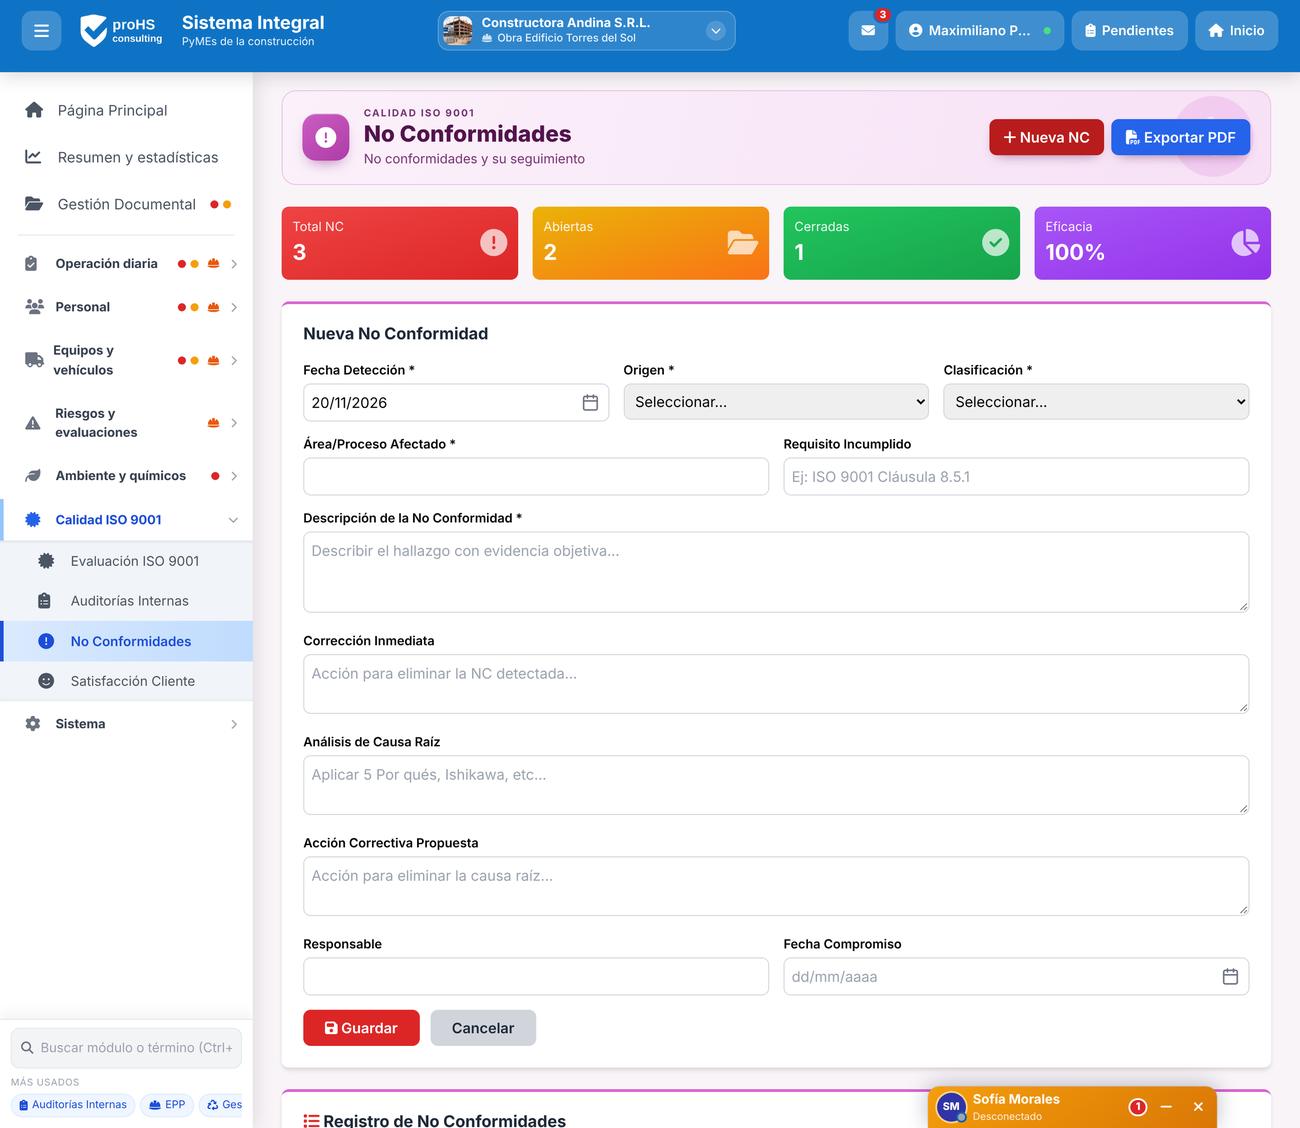 proHS
consulting
Sistema Integral
PyMEs de la construcción
Constructora Andina S.R.L.
Obra Edificio Torres del Sol
3
Maximiliano P...
Pendientes
Inicio
Página Principal
Resumen y estadísticas
Gestión Documental
Operación diaria
Personal
Equipos y
vehículos
Riesgos y
evaluaciones
Ambiente y químicos
Calidad ISO 9001
Evaluación ISO 9001
Auditorías Internas
No Conformidades
Satisfacción Cliente
Sistema
Buscar módulo o término (Ctrl+
MÁS USADOS
Auditorías Internas
EPP
Ges
CALIDAD ISO 9001
No Conformidades
No conformidades y su seguimiento
Nueva NC
PDF
Exportar PDF
Total NC
3
Abiertas
2
Cerradas
1
Eficacia
100%
Nueva No Conformidad
Fecha Detección *
Origen *
Clasificación *
20/11/2026
Seleccionar...
Seleccionar...
Área/Proceso Afectado *
Requisito Incumplido
Ej: ISO 9001 Cláusula 8.5.1
Descripción de la No Conformidad *
Describir el hallazgo con evidencia objetiva...
Corrección Inmediata
Acción para eliminar la NC detectada...
Análisis de Causa Raíz
Aplicar 5 Por qués, Ishikawa, etc...
Acción Correctiva Propuesta
Acción para eliminar la causa raíz...
Responsable
Fecha Compromiso
dd/mm/aaaa
Guardar
Cancelar
Registro de No Conformidades
SM
Sofía Morales
Desconectado
1